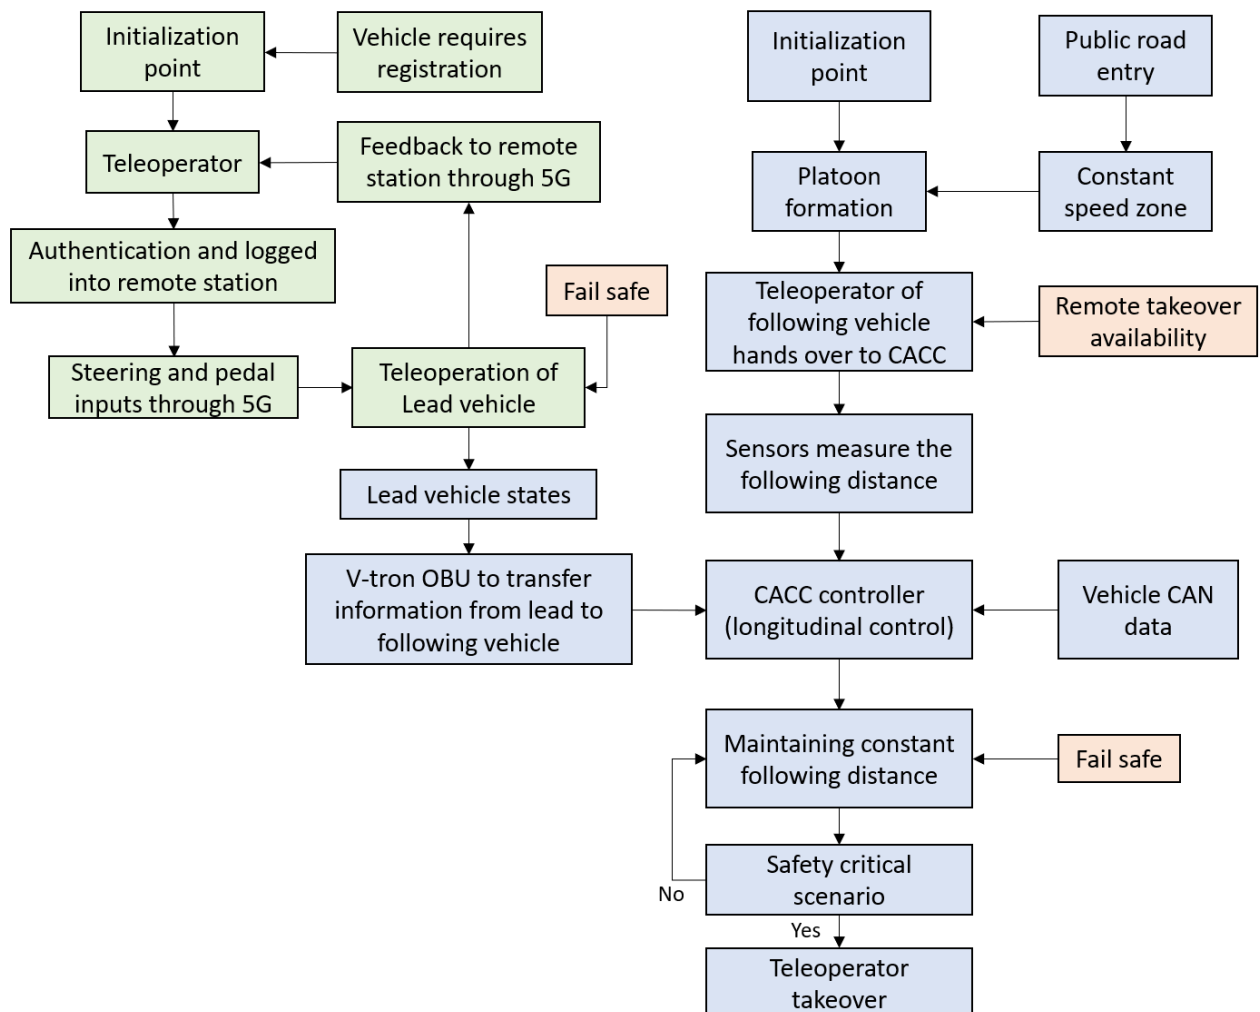 Initialization
point
Vehicle requires
registration
Teleoperator
Feedback to remote
station through 5G
Authentication and logged
into remote station
Fail safe
Steering and pedal
inputs through 5G
Teleoperation of
Lead vehicle
Lead vehicle states
V-tron OBU to transfer
information from lead to
following vehicle
Initialization
point
Public road
entry
Platoon
formation
Constant
speed zone
Teleoperator of
following vehicle
hands over to CACC
Remote takeover
availability
Sensors measure the
following distance
CACC controller
(longitudinal control)
Vehicle CAN
data
Maintaining constant
following distance
Fail safe
Safety critical
scenario
No
Yes
Teleoperator
takeover